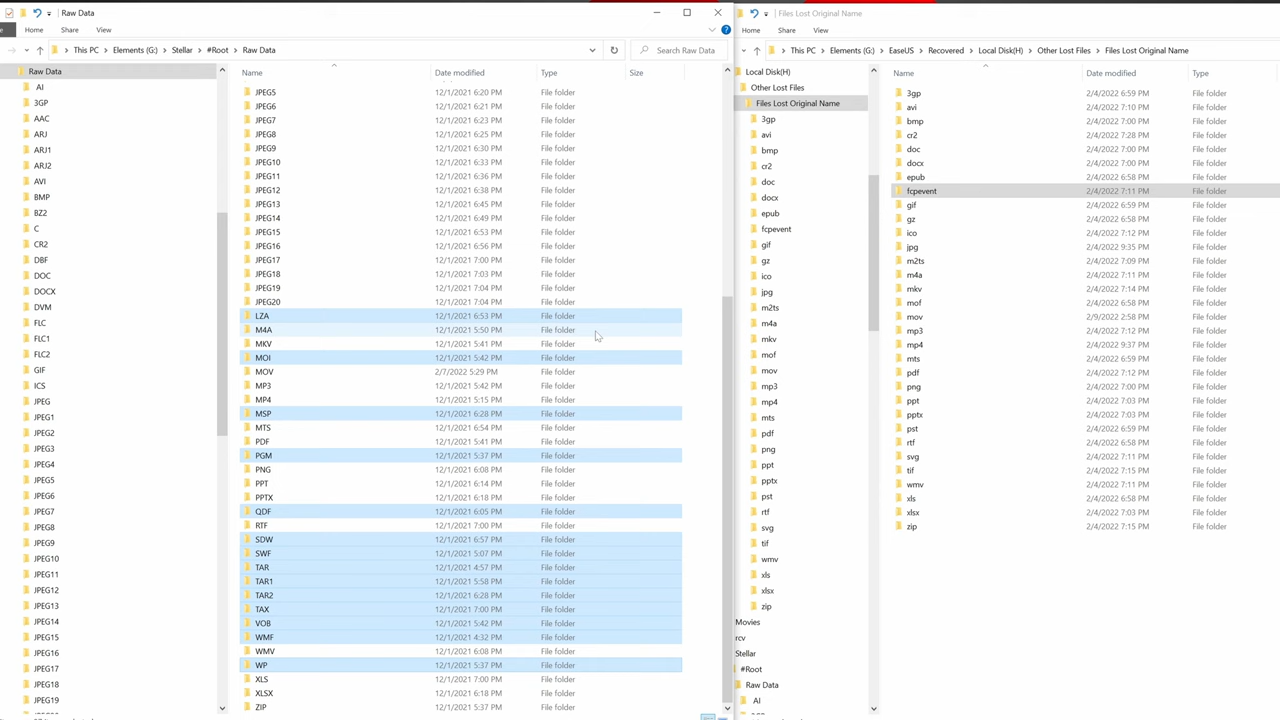 Raw Data
Home Share View
This PC > Elements (G:) > Stellar > #Root > Raw Data
Search Raw Data
Raw Data
AI
3GP
AAC
ARJ
ARJ1
ARJ2
AVI
BMP
BZ2
C
CR2
DBF
DOC
DOCX
DVM
FLC
FLC1
FLC2
GIF
ICS
JPEG
JPEG1
JPEG2
JPEG3
JPEG4
JPEG5
JPEG6
JPEG7
JPEG8
JPEG9
JPEG10
JPEG11
JPEG12
JPEG13
JPEG14
JPEG15
JPEG16
JPEG17
JPEG18
JPEG19
Name Date modified Type Size
JPEG5 12/1/2021 6:20 PM File folder
JPEG6 12/1/2021 6:21 PM File folder
JPEG7 12/1/2021 6:23 PM File folder
JPEG8 12/1/2021 6:25 PM File folder
JPEG9 12/1/2021 6:30 PM File folder
JPEG10 12/1/2021 6:33 PM File folder
JPEG11 12/1/2021 6:36 PM File folder
JPEG12 12/1/2021 6:38 PM File folder
JPEG13 12/1/2021 6:45 PM File folder
JPEG14 12/1/2021 6:49 PM File folder
JPEG15 12/1/2021 6:53 PM File folder
JPEG16 12/1/2021 6:56 PM File folder
JPEG17 12/1/2021 7:00 PM File folder
JPEG18 12/1/2021 7:03 PM File folder
JPEG19 12/1/2021 7:04 PM File folder
JPEG20 12/1/2021 7:04 PM File folder
LZA 12/1/2021 6:53 PM File folder
M4A 12/1/2021 5:50 PM File folder
MKV 12/1/2021 5:41 PM File folder
MOI 12/1/2021 5:42 PM File folder
MOV 2/7/2022 5:29 PM File folder
MP3 12/1/2021 5:42 PM File folder
MP4 12/1/2021 5:15 PM File folder
MSP 12/1/2021 6:28 PM File folder
MTS 12/1/2021 6:54 PM File folder
PDF 12/1/2021 5:41 PM File folder
PGM 12/1/2021 5:37 PM File folder
PNG 12/1/2021 6:08 PM File folder
PPT 12/1/2021 6:14 PM File folder
PPTX 12/1/2021 6:18 PM File folder
QDF 12/1/2021 6:05 PM File folder
RTF 12/1/2021 7:00 PM File folder
SDW 12/1/2021 6:57 PM File folder
SWF 12/1/2021 5:07 PM File folder
TAR 12/1/2021 4:57 PM File folder
TAR1 12/1/2021 5:58 PM File folder
TAR2 12/1/2021 6:28 PM File folder
TAX 12/1/2021 7:00 PM File folder
VOB 12/1/2021 5:42 PM File folder
WMF 12/1/2021 4:32 PM File folder
WMV 12/1/2021 6:08 PM File folder
WP 12/1/2021 5:37 PM File folder
XLS 12/1/2021 7:00 PM File folder
XLSX 12/1/2021 6:18 PM File folder
ZIP 12/1/2021 5:37 PM File folder
Files Lost Original Name
Home Share View
This PC > Elements (G:) > EaseUS > Recovered > Local Disk(H) > Other Lost Files > Files Lost Original Name
Local Disk(H)
Other Lost Files
Files Lost Original Name
3gp
avi
bmp
cr2
doc
docx
epub
fcpevent
gif
gz
ico
jpg
m2ts
m4a
mkv
mof
mov
mp3
mp4
mts
pdf
png
ppt
pptx
pst
rtf
svg
tif
wmv
xls
xlsx
zip
Movies
rcv
Stellar
#Root
Raw Data
AI
Name Date modified Type
3gp 2/4/2022 6:59 PM File folder
avi 2/4/2022 7:10 PM File folder
bmp 2/4/2022 7:00 PM File folder
cr2 2/4/2022 7:28 PM File folder
doc 2/4/2022 7:00 PM File folder
docx 2/4/2022 7:00 PM File folder
epub 2/4/2022 6:58 PM File folder
fcpevent 2/4/2022 7:11 PM File folder
gif 2/4/2022 7:00 PM File folder
gz 2/4/2022 6:58 PM File folder
ico 2/4/2022 7:12 PM File folder
jpg 2/4/2022 9:35 PM File folder
m2ts 2/4/2022 7:00 PM File folder
m4a 2/4/2022 7:11 PM File folder
mkv 2/4/2022 7:11 PM File folder
mof 2/4/2022 7:00 PM File folder
mov 2/9/2022 6:58 PM File folder
mp3 2/4/2022 7:12 PM File folder
mp4 2/4/2022 9:37 PM File folder
mts 2/4/2022 6:59 PM File folder
pdf 2/4/2022 7:12 PM File folder
png 2/4/2022 7:00 PM File folder
ppt 2/4/2022 7:03 PM File folder
pptx 2/4/2022 7:03 PM File folder
pst 2/4/2022 6:59 PM File folder
rtf 2/4/2022 6:58 PM File folder
svg 2/4/2022 7:00 PM File folder
tif 2/4/2022 7:15 PM File folder
wmv 2/4/2022 7:11 PM File folder
xls 2/4/2022 6:58 PM File folder
xlsx 2/4/2022 7:03 PM File folder
zip 2/4/2022 7:15 PM File folder